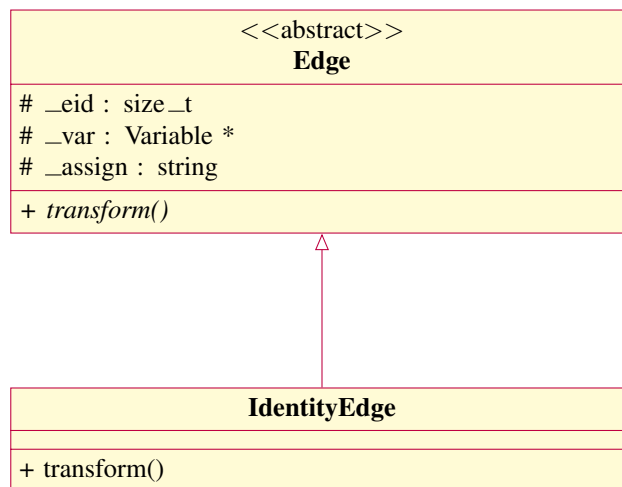 <<abstract>>
Edge
# _eid : size_t
# _var : Variable *
# _assign : string
+ transform()
IdentityEdge
+ transform()